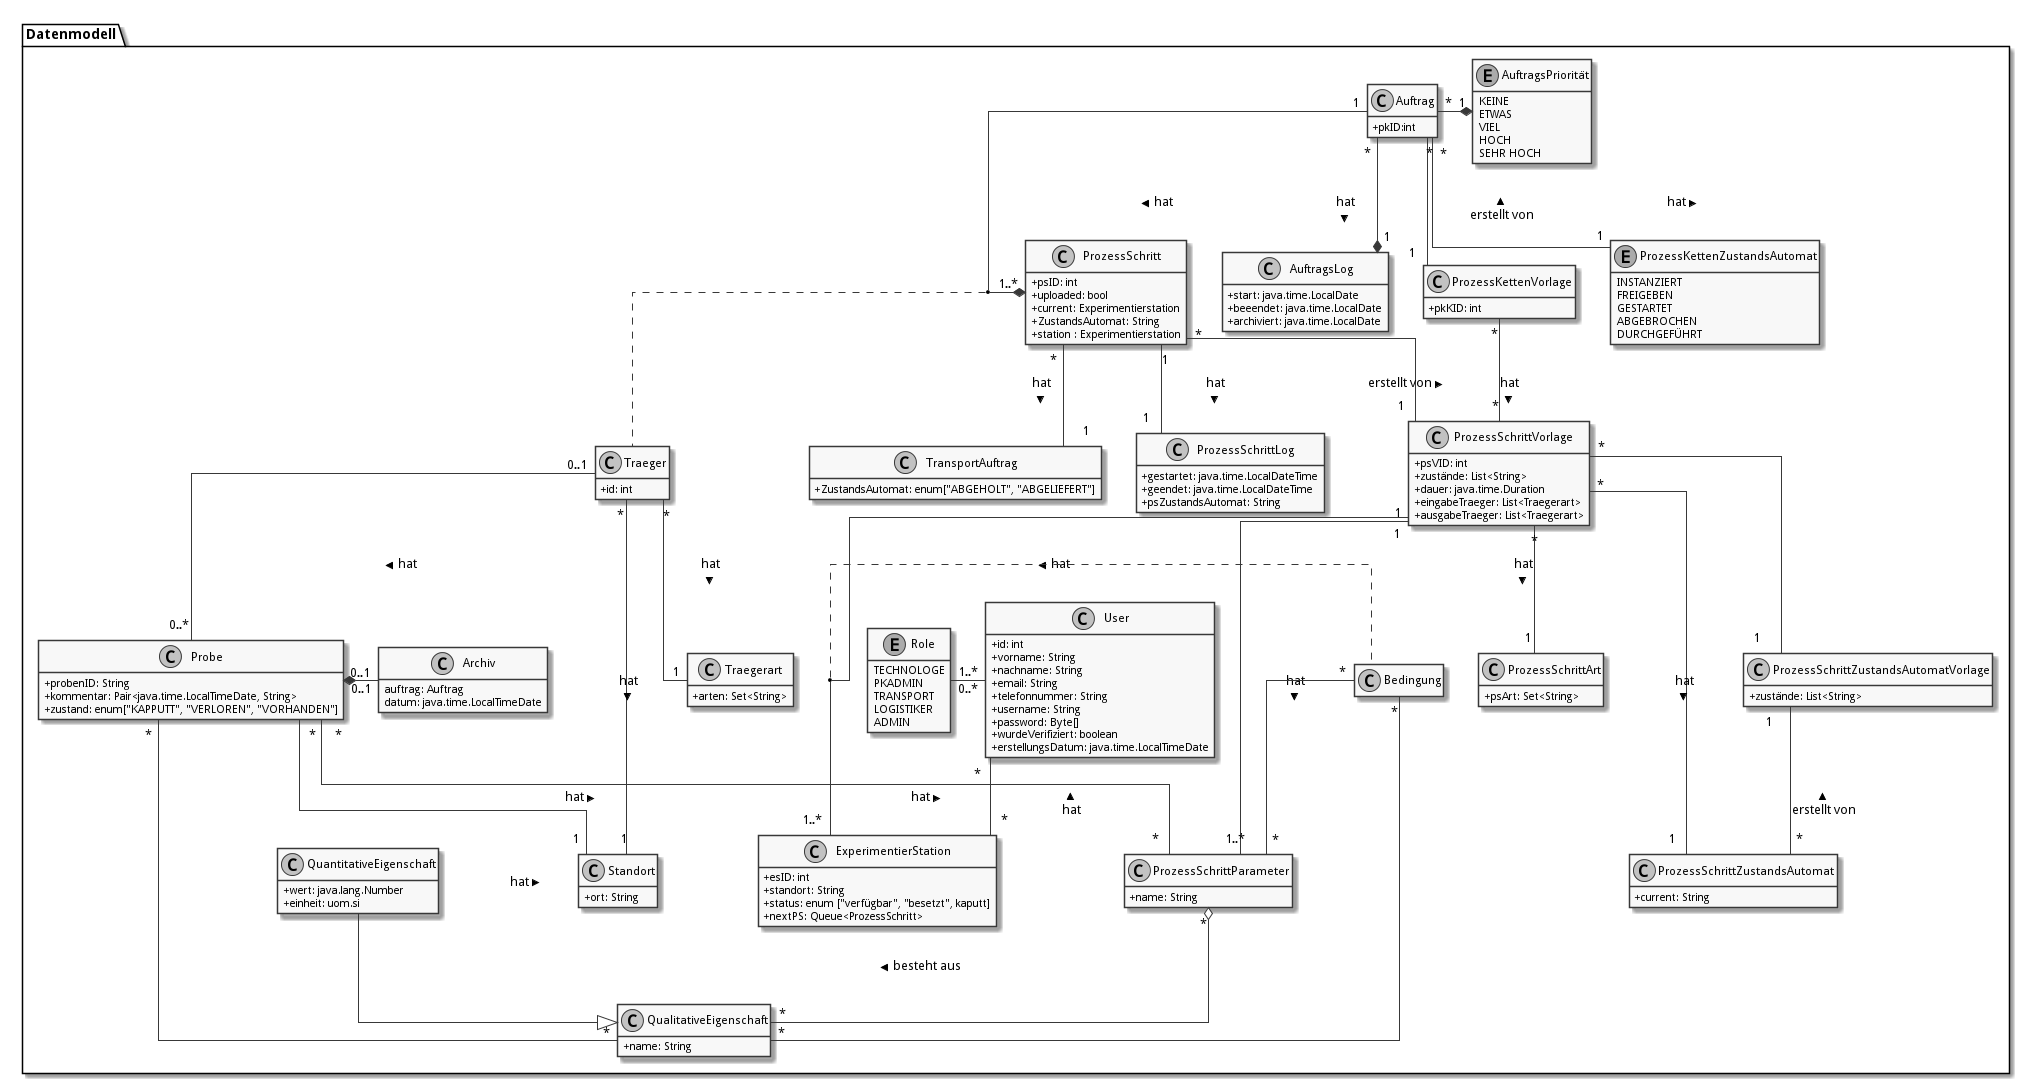 Datenmodell
E AuftragsPriorität
KEINE
ETWAS
VIEL
HOCH
SEHR HOCH
C Auftrag
+pkID:int
1
* 1
* * *
hat
hat
erstellt von
hat
1..*
1
1
1
C ProzessSchritt
+psID: int
+uploaded: bool
+current: Experimentierstation
+ZustandsAutomat: String
+station : Experimentierstation
C AuftragsLog
+start: java.time.LocalDate
+beeendet: java.time.LocalDate
+archiviert: java.time.LocalDate
C ProzessKettenVorlage
+pkKID: int
E ProzessKettenZustandsAutomat
INSTANZIERT
FREIGEBEN
GESTARTET
ABGEBROCHEN
DURCHGEFÜHRT
* 1 * *
hat
hat
erstellt von
hat
1 1 1 *
C Traeger
+id: int
0..1
C TransportAuftrag
+ZustandsAutomat: enum["ABGEHOLT", "ABGELIEFERT"]
C ProzessSchrittLog
+gestartet: java.time.LocalDateTime
+geendet: java.time.LocalDateTime
+psZustandsAutomat: String
C ProzessSchrittVorlage
+psVID: int
+zustände: List<String>
+dauer: java.time.Duration
+eingabeTraeger: List<Traegerart>
+ausgabeTraeger: List<Traegerart>
*
*
* * 1
1 *
hat
hat
hat
hat
0..* 1 1
C Probe
+probenID: String
+kommentar: Pair<java.time.LocalTimeDate, String>
+zustand: enum["KAPPUTT", "VERLOREN", "VORHANDEN"]
0..1
0..1
C Archiv
auftrag: Auftrag
datum: java.time.LocalTimeDate
hat
1
C Traegerart
+arten: Set<String>
E Role
TECHNOLOGE
PKADMIN
TRANSPORT
LOGISTIKER
ADMIN
1..*
0..*
C User
+id: int
+vorname: String
+nachname: String
+email: String
+telefonnummer: String
+username: String
+password: Byte[]
+wurdeVerifiziert: boolean
+erstellungsDatum: java.time.LocalTimeDate
hat
*
C Bedingung
C ProzessSchrittArt
+psArt: Set<String>
hat
C ProzessSchrittZustandsAutomatVorlage
+zustände: List<String>
* * * * * 1
hat
hat
hat
erstellt von
1 1 1..* * * 1..* * 1 *
C QuantitativeEigenschaft
+wert: java.lang.Number
+einheit: uom.si
hat
C Standort
+ort: String
C ExperimentierStation
+esID: int
+standort: String
+status: enum ["verfügbar", "besetzt", kaputt]
+nextPS: Queue<ProzessSchritt>
C ProzessSchrittParameter
+name: String
C ProzessSchrittZustandsAutomat
+current: String
*
besteht aus
* *
*
C QualitativeEigenschaft
+name: String